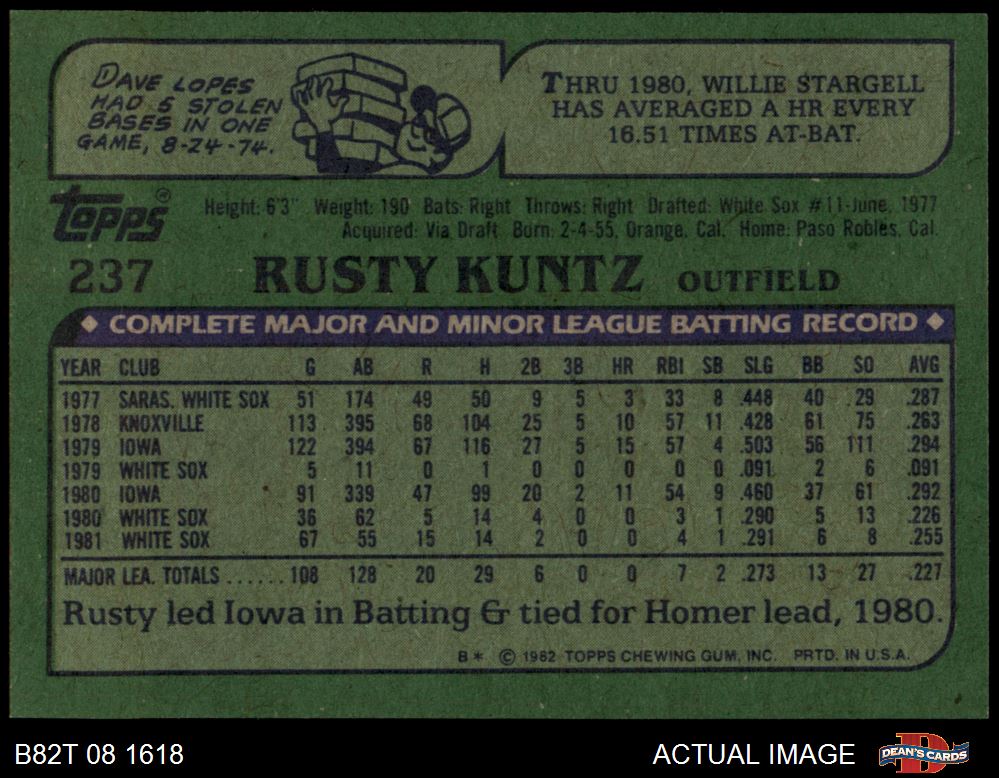 DAVE LOPES
HAD 5 STOLEN
BASES IN ONE
GAME, 8-24-74.
THRU 1980, WILLIE STARGELL
HAS AVERAGED A HR EVERY
16.51 TIMES AT-BAT.
Topps®
Height: 6'3" Weight: 190 Bats: Right Throws: Right Drafted: White Sox #11-June, 1977
Acquired: Via Draft Born: 2-4-55, Orange, Cal. Home: Paso Robles, Cal.
237 RUSTY KUNTZ OUTFIELD
◆ COMPLETE MAJOR AND MINOR LEAGUE BATTING RECORD ◆
YEAR CLUB G AB R H 2B 3B HR RBI SB SLG BB SO AVG
1977 SARAS. WHITE SOX 51 174 49 50 9 5 3 33 8 .448 40 29 .287
1978 KNOXVILLE 113 395 68 104 25 5 10 57 11 .428 61 75 .263
1979 IOWA 122 394 67 116 27 5 15 57 4 .503 56 111 .294
1979 WHITE SOX 5 11 0 1 0 0 0 0 0 .091 2 6 .091
1980 IOWA 91 339 47 99 20 2 11 54 9 .460 37 61 .292
1980 WHITE SOX 36 62 5 14 4 0 0 3 1 .290 5 13 .226
1981 WHITE SOX 67 55 15 14 2 0 0 4 1 .291 6 8 .255
MAJOR LEA. TOTALS ...... 108 128 20 29 6 0 0 7 2 .273 13 27 .227
Rusty led Iowa in Batting & tied for Homer lead, 1980.
B* © 1982 TOPPS CHEWING GUM, INC. PRTD. IN U.S.A.
B82T 08 1618
ACTUAL IMAGE
DEAN'S CARDS